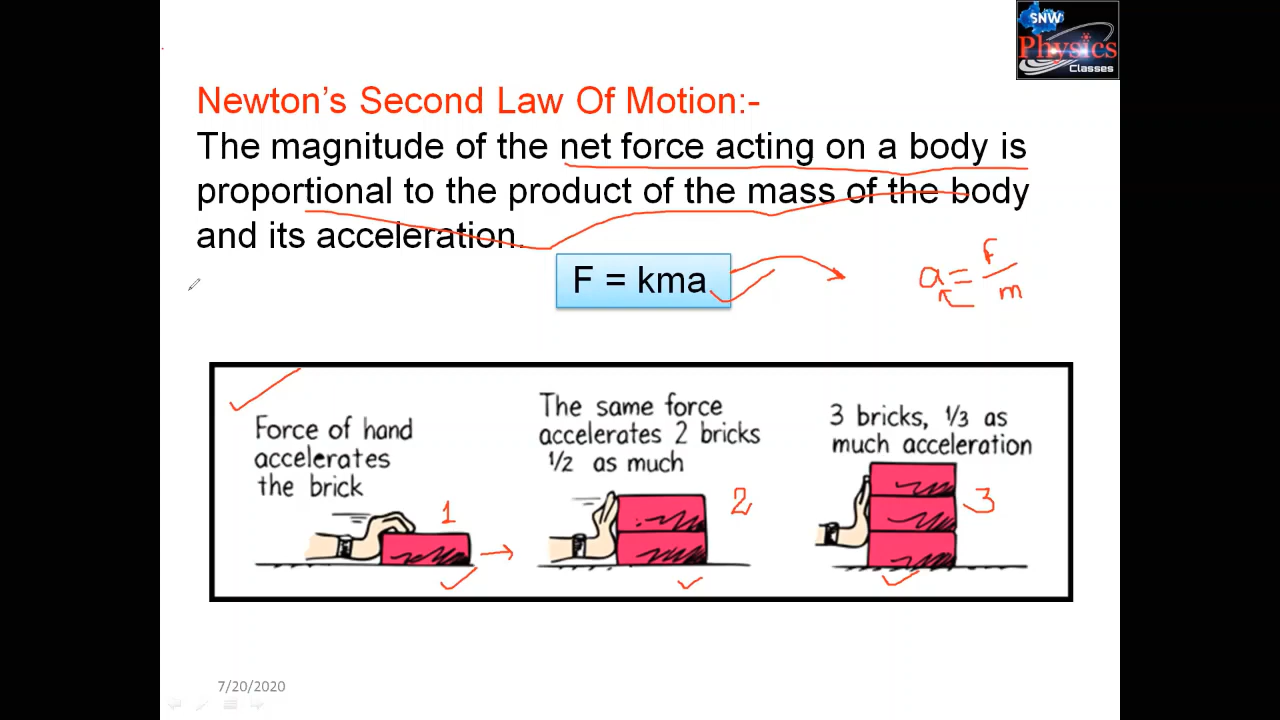 SNW
Physics
Classes
Newton's Second Law Of Motion:-
The magnitude of the net force acting on a body is
proportional to the product of the mass of the body
and its acceleration.
F = kma
a = F/m
Force of hand
accelerates
the brick
1
The same force
accelerates 2 bricks
1/2 as much
2
3 bricks, 1/3 as
much acceleration
3
7/20/2020